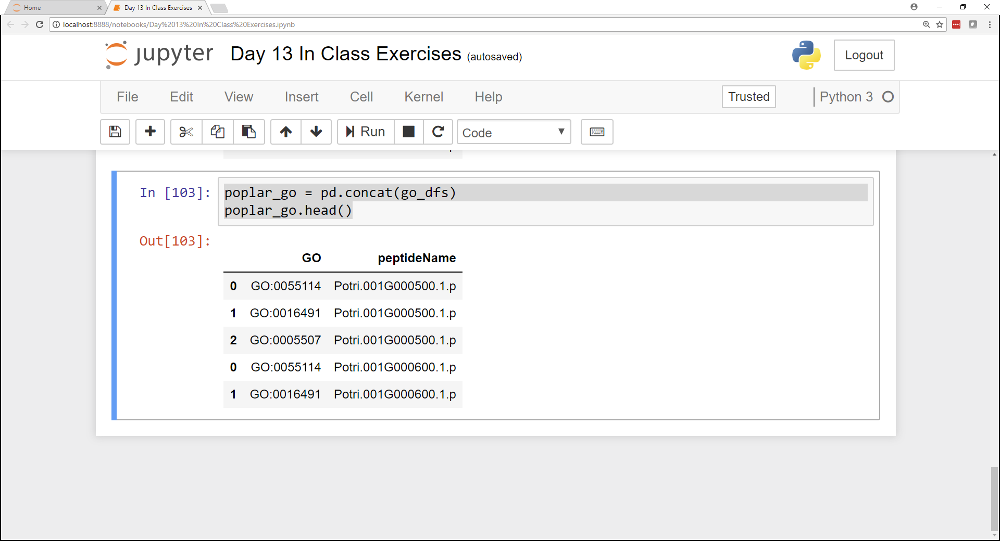 Home
Day 13 In Class Exercises
localhost:8888/notebooks/Day%2013%20In%20Class%20Exercises.ipynb
jupyter Day 13 In Class Exercises (autosaved)
Logout
File Edit View Insert Cell Kernel Help Trusted Python 3
Run Code
In [103]: poplar_go = pd.concat(go_dfs)
poplar_go.head()
Out[103]:
GO peptideName
0 GO:0055114 Potri.001G000500.1.p
1 GO:0016491 Potri.001G000500.1.p
2 GO:0005507 Potri.001G000500.1.p
0 GO:0055114 Potri.001G000600.1.p
1 GO:0016491 Potri.001G000600.1.p